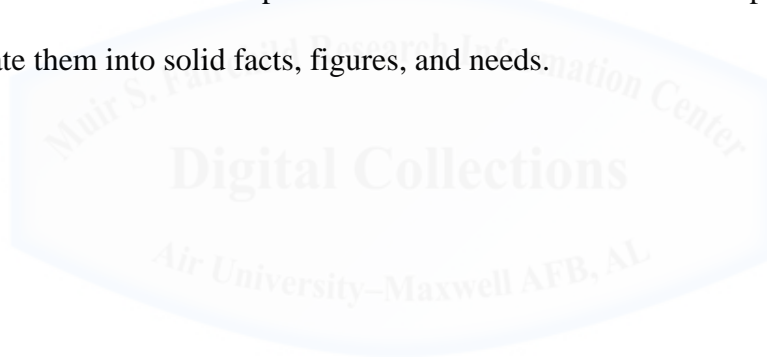 te them into solid facts, figures, and needs.
Muir S. Fairchild Research Information Center
Digital Collections
Air University–Maxwell AFB, AL